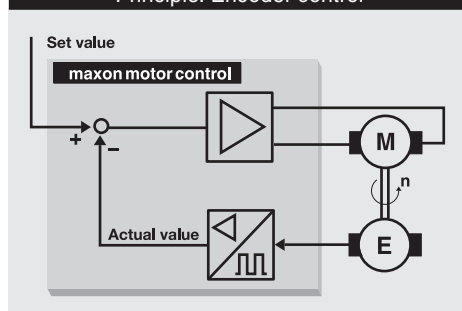 Principle: Encoder control
Set value
maxon motor control
+
–
M
n
Actual value
E